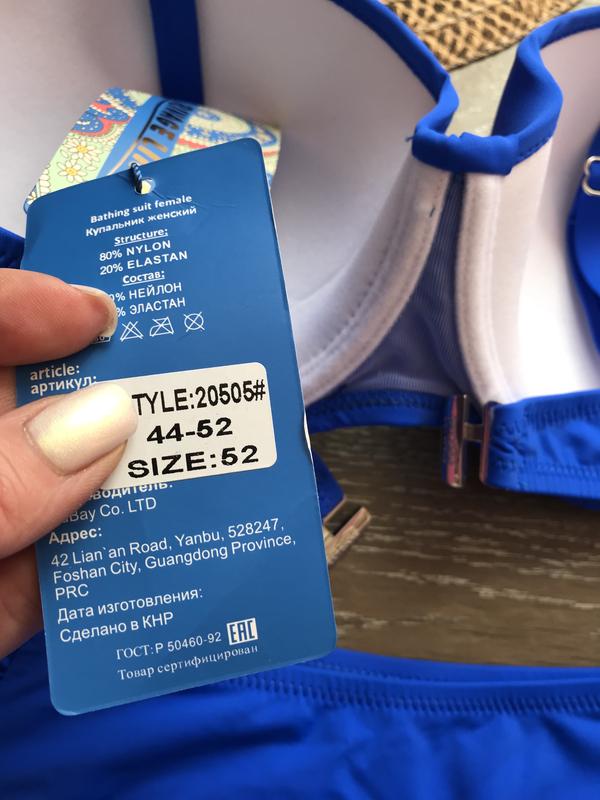 Bathing suit female
Купальник женский
Structure:
80% NYLON
20% ELASTAN
Состав:
% НЕЙЛОН
% ЭЛАСТАН
article:
артикул:
TYLE:20505#
44-52
SIZE:52
водитель:
Bay Co. LTD
Адрес:
42 Lian`an Road, Yanbu, 528247,
Foshan City, Guangdong Province,
PRC
Дата изготовления:
Сделано в КНР
ГОСТ: Р 50460-92 EAC
Товар сертифицирован